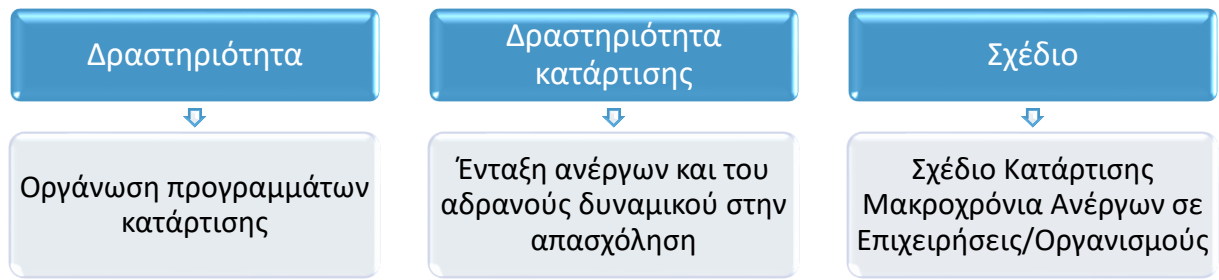 Δραστηριότητα
Οργάνωση προγραμμάτων
κατάρτισης
Δραστηριότητα
κατάρτισης
Ένταξη ανέργων και του
αδρανούς δυναμικού στην
απασχόληση
Σχέδιο
Σχέδιο Κατάρτισης
Μακροχρόνια Ανέργων σε
Επιχειρήσεις/Οργανισμούς